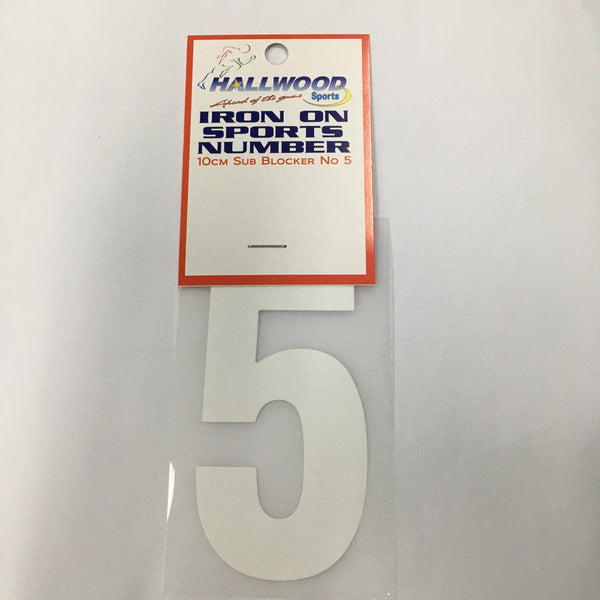 HALLWOOD
Ahead of the game Sports
IRON ON
SPORTS
NUMBER
10CM SUB BLOCKER NO 5
5